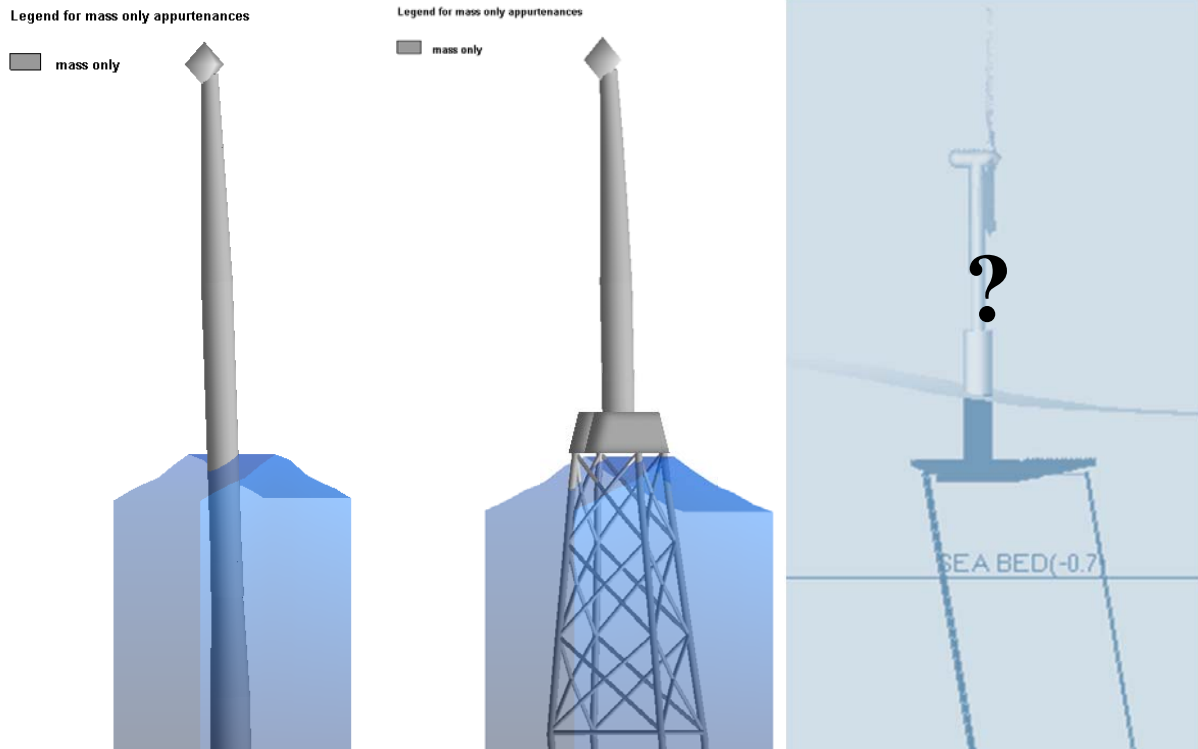 Legend for mass only appurtenances
mass only
Legend for mass only appurtenances
mass only
?
SEA BED(-0.7)